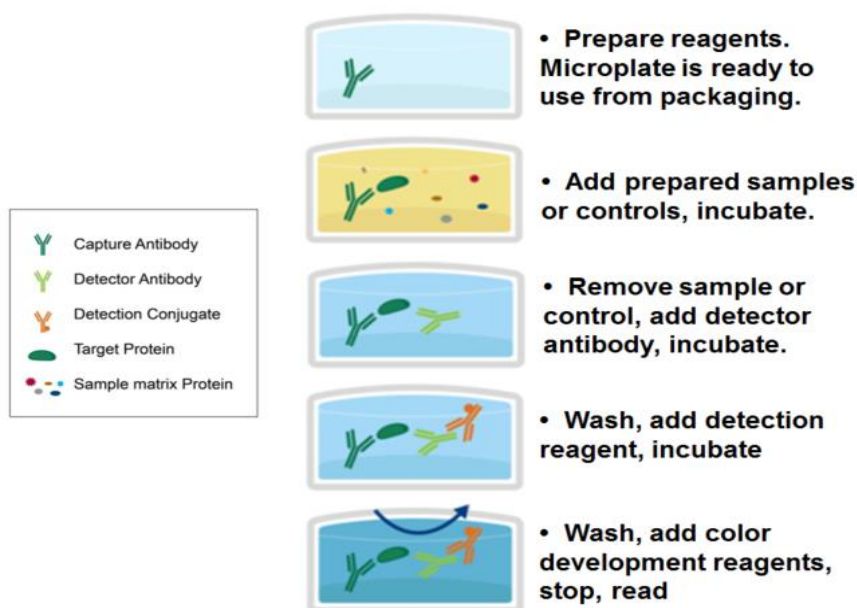 • Prepare reagents.
Microplate is ready to
use from packaging.
• Add prepared samples
or controls, incubate.
Capture Antibody
Detector Antibody
Detection Conjugate
Target Protein
Sample matrix Protein
• Remove sample or
control, add detector
antibody, incubate.
• Wash, add detection
reagent, incubate
• Wash, add color
development reagents,
stop, read